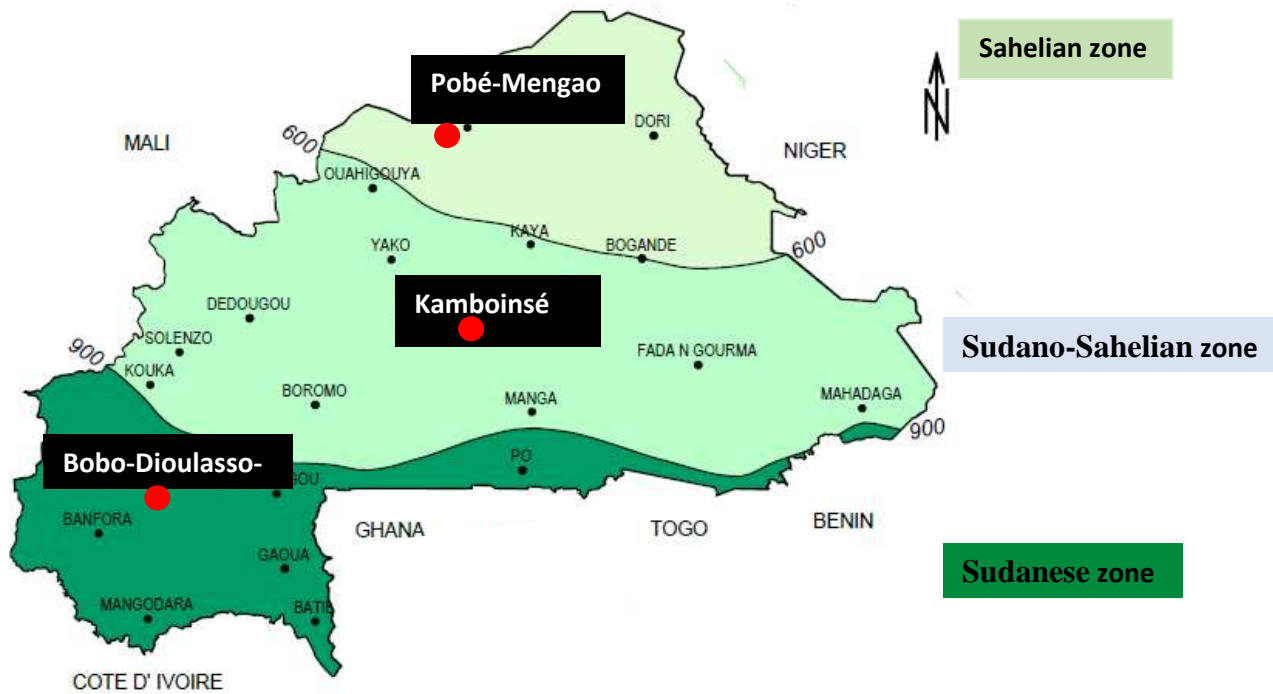 Pobé-Mengao
Sahelian zone
N
DORI
MALI
NIGER
600
OUAHIGOUYA
YAKO
KAYA
BOGANDE
600
Kamboinsé
DEDOUGOU
SOLENZO
900
KOUKA
FADA N GOURMA
Sudano-Sahelian zone
BOROMO
MANGA
MAHADAGA
900
Bobo-Dioulasso-
GOU
PO
BANFORA
GHANA
TOGO
BENIN
GAOUA
Sudanese zone
MANGODARA
BATIE
COTE D' IVOIRE